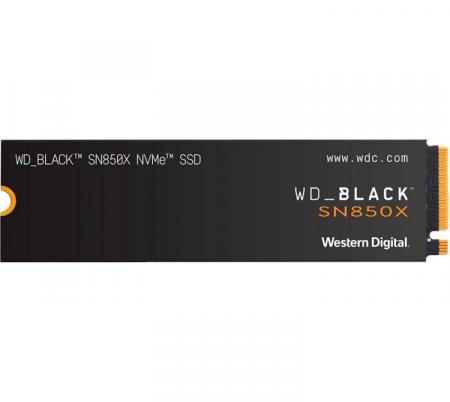 WD_BLACK™ SN850X NVMe™ SSD
www.wdc.com
WD_BLACK™
SN850X
Western Digital.